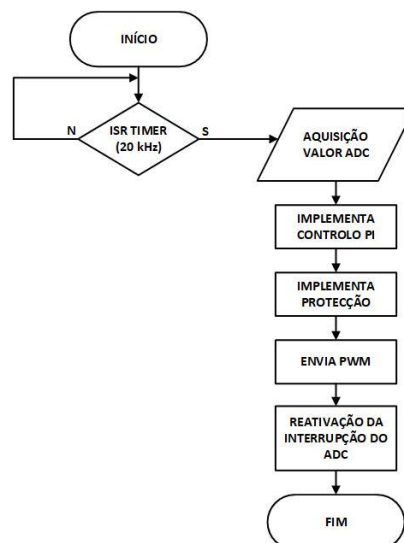 INÍCIO
N
ISR TIMER
(20 kHz)
S
AQUISIÇÃO
VALOR ADC
IMPLEMENTA
CONTROLO PI
IMPLEMENTA
PROTECÇÃO
ENVIA PWM
REATIVAÇÃO DA
INTERRUPÇÃO DO
ADC
FIM